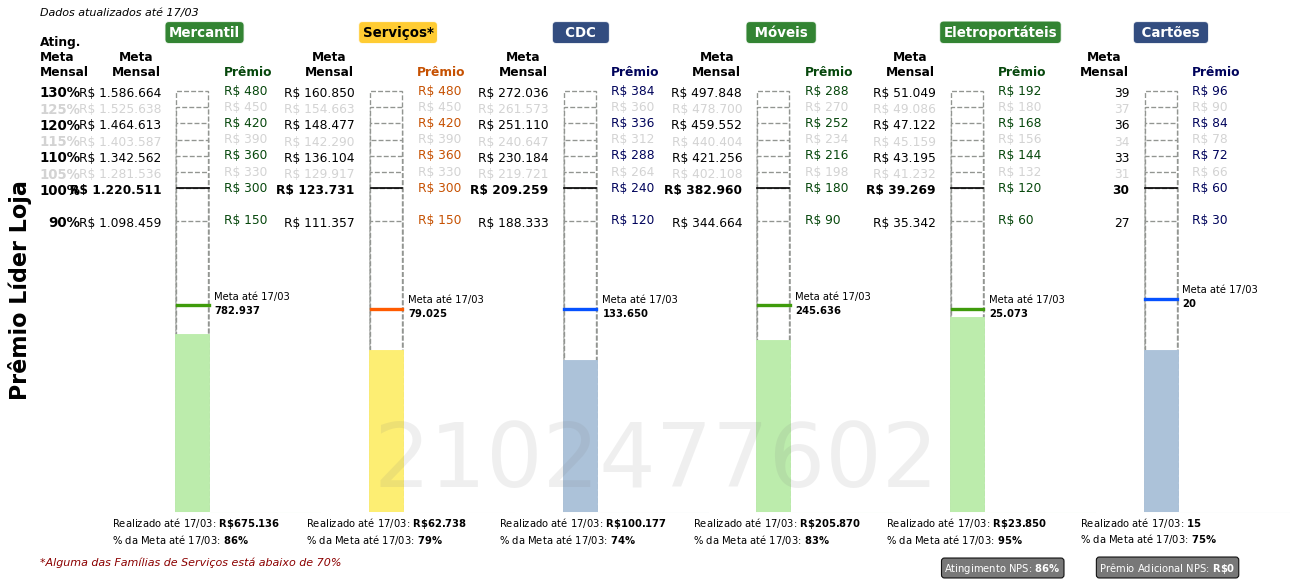 Dados atualizados até 17/03
Mercantil Serviços* CDC Móveis Eletroportáteis Cartões
Ating. Meta Mensal
Meta Mensal Prêmio Meta Mensal Prêmio Meta Mensal Prêmio Meta Mensal Prêmio Meta Mensal Prêmio Meta Mensal Prêmio
130% R$ 1.586.664 R$ 480 R$ 160.850 R$ 480 R$ 272.036 R$ 384 R$ 497.848 R$ 288 R$ 51.049 R$ 192 39 R$ 96
125% R$ 1.525.638 R$ 450 R$ 154.663 R$ 450 R$ 261.573 R$ 360 R$ 478.700 R$ 270 R$ 49.086 R$ 180 37 R$ 90
120% R$ 1.464.613 R$ 420 R$ 148.477 R$ 420 R$ 251.110 R$ 336 R$ 459.552 R$ 252 R$ 47.122 R$ 168 36 R$ 84
115% R$ 1.403.587 R$ 390 R$ 142.290 R$ 390 R$ 240.647 R$ 312 R$ 440.404 R$ 234 R$ 45.159 R$ 156 34 R$ 78
110% R$ 1.342.562 R$ 360 R$ 136.104 R$ 360 R$ 230.184 R$ 288 R$ 421.256 R$ 216 R$ 43.195 R$ 144 33 R$ 72
105% R$ 1.281.536 R$ 330 R$ 129.917 R$ 330 R$ 219.721 R$ 264 R$ 402.108 R$ 198 R$ 41.232 R$ 132 31 R$ 66
100% R$ 1.220.511 R$ 300 R$ 123.731 R$ 300 R$ 209.259 R$ 240 R$ 382.960 R$ 180 R$ 39.269 R$ 120 30 R$ 60
90% R$ 1.098.459 R$ 150 R$ 111.357 R$ 150 R$ 188.333 R$ 120 R$ 344.664 R$ 90 R$ 35.342 R$ 60 27 R$ 30
Prêmio Líder Loja
Meta até 17/03 Meta até 17/03 Meta até 17/03 Meta até 17/03 Meta até 17/03 Meta até 17/03
782.937 79.025 133.650 245.636 25.073 20
2102477602
Realizado até 17/03: R$675.136 Realizado até 17/03: R$62.738 Realizado até 17/03: R$100.177 Realizado até 17/03: R$205.870 Realizado até 17/03: R$23.850 Realizado até 17/03: 15
% da Meta até 17/03: 86% % da Meta até 17/03: 79% % da Meta até 17/03: 74% % da Meta até 17/03: 83% % da Meta até 17/03: 95% % da Meta até 17/03: 75%
*Alguma das Famílias de Serviços está abaixo de 70%
Atingimento NPS: 86% Prêmio Adicional NPS: R$0